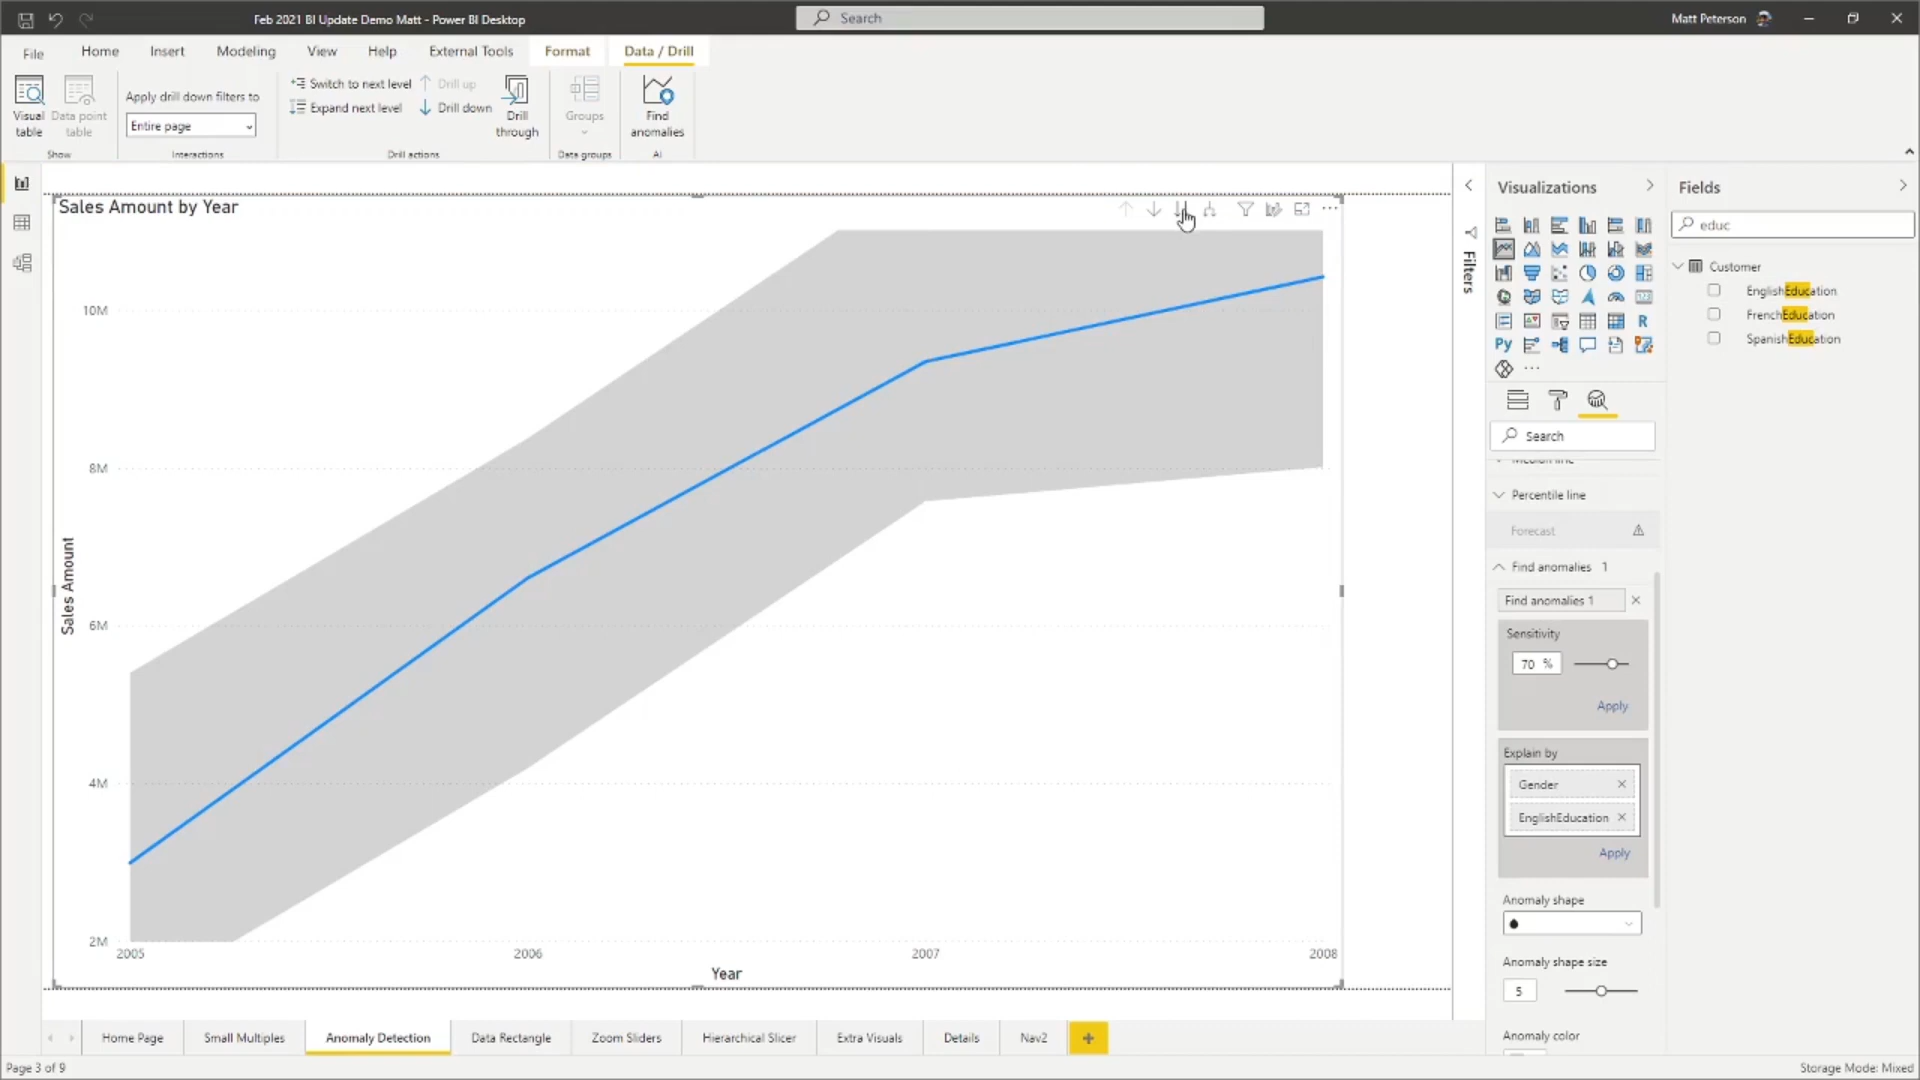 Feb 2021 BI Update Demo Matt - Power BI Desktop
Search
Matt Peterson
File
Home
Insert
Modeling
View
Help
External Tools
Format
Data / Drill
Visual table
Data point table
Show
Apply drill down filters to
Entire page
Interactions
Switch to next level
Expand next level
Drill up
Drill down
Drill through
Drill actions
Groups
Data groups
Find anomalies
AI
Sales Amount by Year
10M
8M
6M
4M
2M
Sales Amount
2005
2006
2007
2008
Year
Filters
Visualizations
R
Py
Search
Median line
Percentile line
Forecast
Find anomalies 1
Find anomalies 1
Sensitivity
70 %
Apply
Explain by
Gender
EnglishEducation
Apply
Anomaly shape
Anomaly shape size
5
Anomaly color
Fields
educ
Customer
EnglishEducation
FrenchEducation
SpanishEducation
Home Page
Small Multiples
Anomaly Detection
Data Rectangle
Zoom Sliders
Hierarchical Slicer
Extra Visuals
Details
Nav2
Page 3 of 9
Storage Mode: Mixed